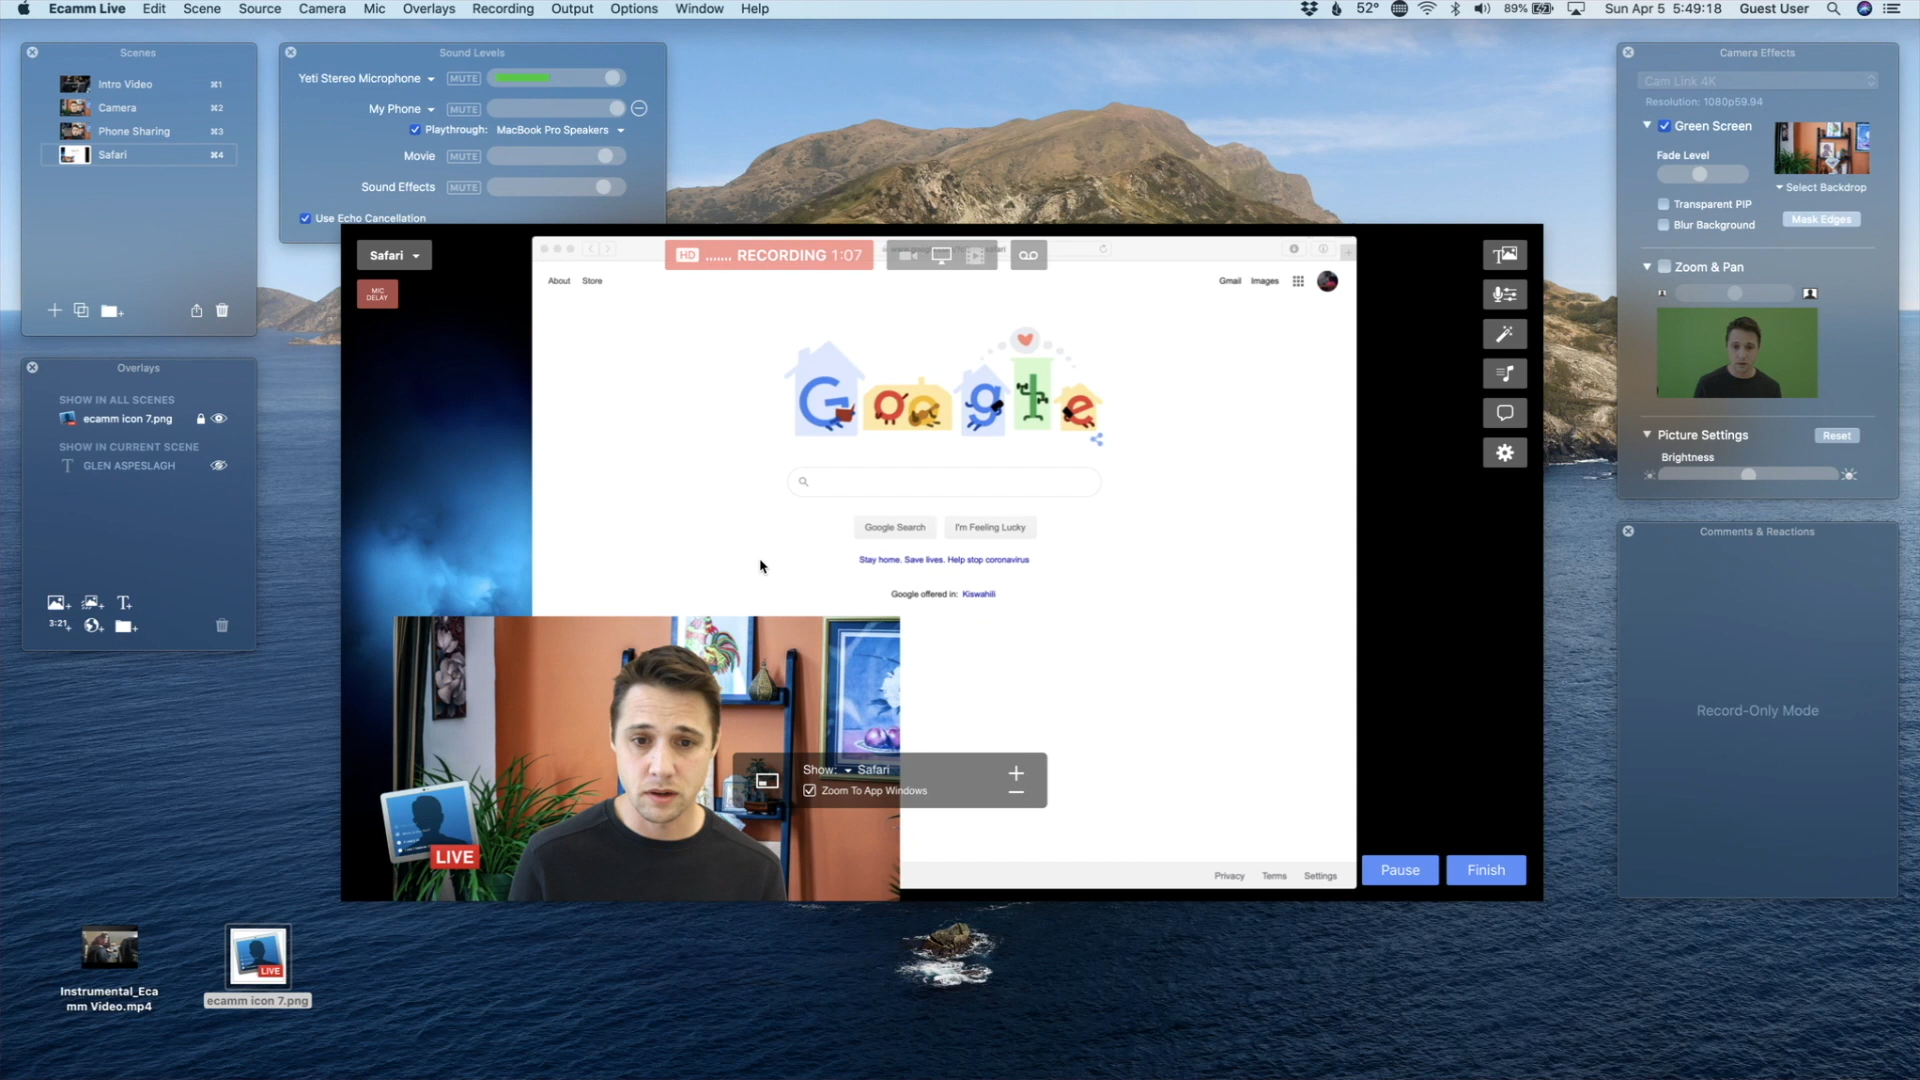 Ecamm Live Edit Scene Source Camera Mic Overlays Recording Output Options Window Help
52° 89% Sun Apr 5 5:49:18 Guest User
Scenes
Intro Video ⌘1
Camera ⌘2
Phone Sharing ⌘3
Safari ⌘4
Sound Levels
Yeti Stereo Microphone MUTE
My Phone MUTE
Playthrough: MacBook Pro Speakers
Movie MUTE
Sound Effects MUTE
Use Echo Cancellation
Overlays
SHOW IN ALL SCENES
ecamm icon 7.png
SHOW IN CURRENT SCENE
T GLEN ASPESLAGH
T+
3:21+
Safari
MIC
DELAY
HD ....... RECORDING 1:07
About Store
Gmail Images
Google
Google Search I'm Feeling Lucky
Stay home. Save lives. Help stop coronavirus
Google offered in: Kiswahili
Show: Safari
Zoom To App Windows
LIVE
Privacy Terms Settings
Pause Finish
Camera Effects
Cam Link 4K
Resolution: 1080p59.94
Green Screen
Fade Level
Select Backdrop
Transparent PIP
Blur Background
Mask Edges
Zoom & Pan
Picture Settings Reset
Brightness
Comments & Reactions
Record-Only Mode
Instrumental_Eca
mm Video.mp4
LIVE
ecamm icon 7.png